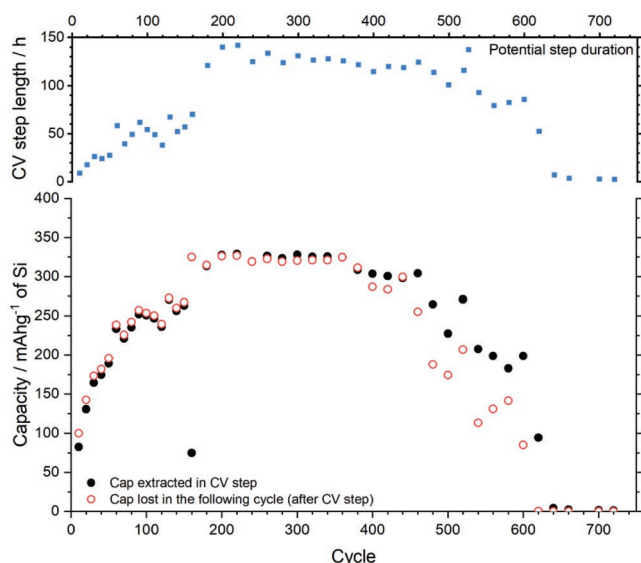 0 100 200 300 400 500 600 700
150
100
50
0
CV step length / h
Potential step duration
400
350
300
250
200
150
100
50
0
Capacity / mAhg⁻¹ of Si
Cap extracted in CV step
Cap lost in the following cycle (after CV step)
0 100 200 300 400 500 600 700
Cycle